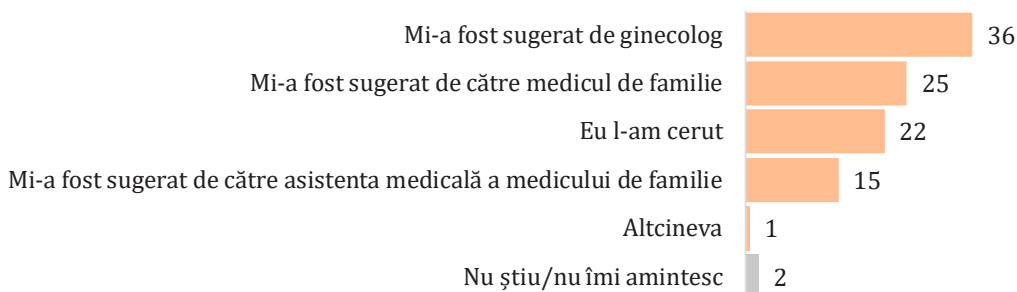 Mi-a fost sugerat de ginecolog 36
Mi-a fost sugerat de către medicul de familie 25
Eu l-am cerut 22
Mi-a fost sugerat de către asistenta medicală a medicului de familie 15
Altcineva 1
Nu știu/nu îmi amintesc 2